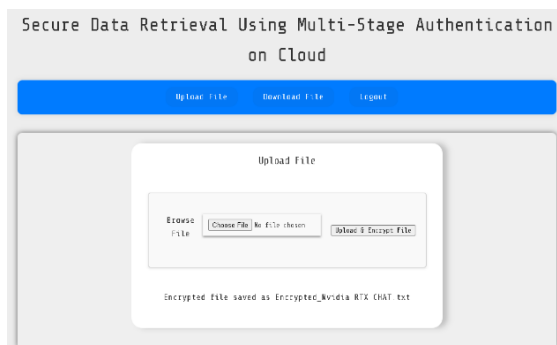 Secure Data Retrieval Using Multi-Stage Authentication
on Cloud
Upload File Download File Logout
Upload File
Browse
File
Choose File No file chosen Upload & Encrypt File
Encrypted file saved as Encrypted_Nvidia RTX CHAT.txt